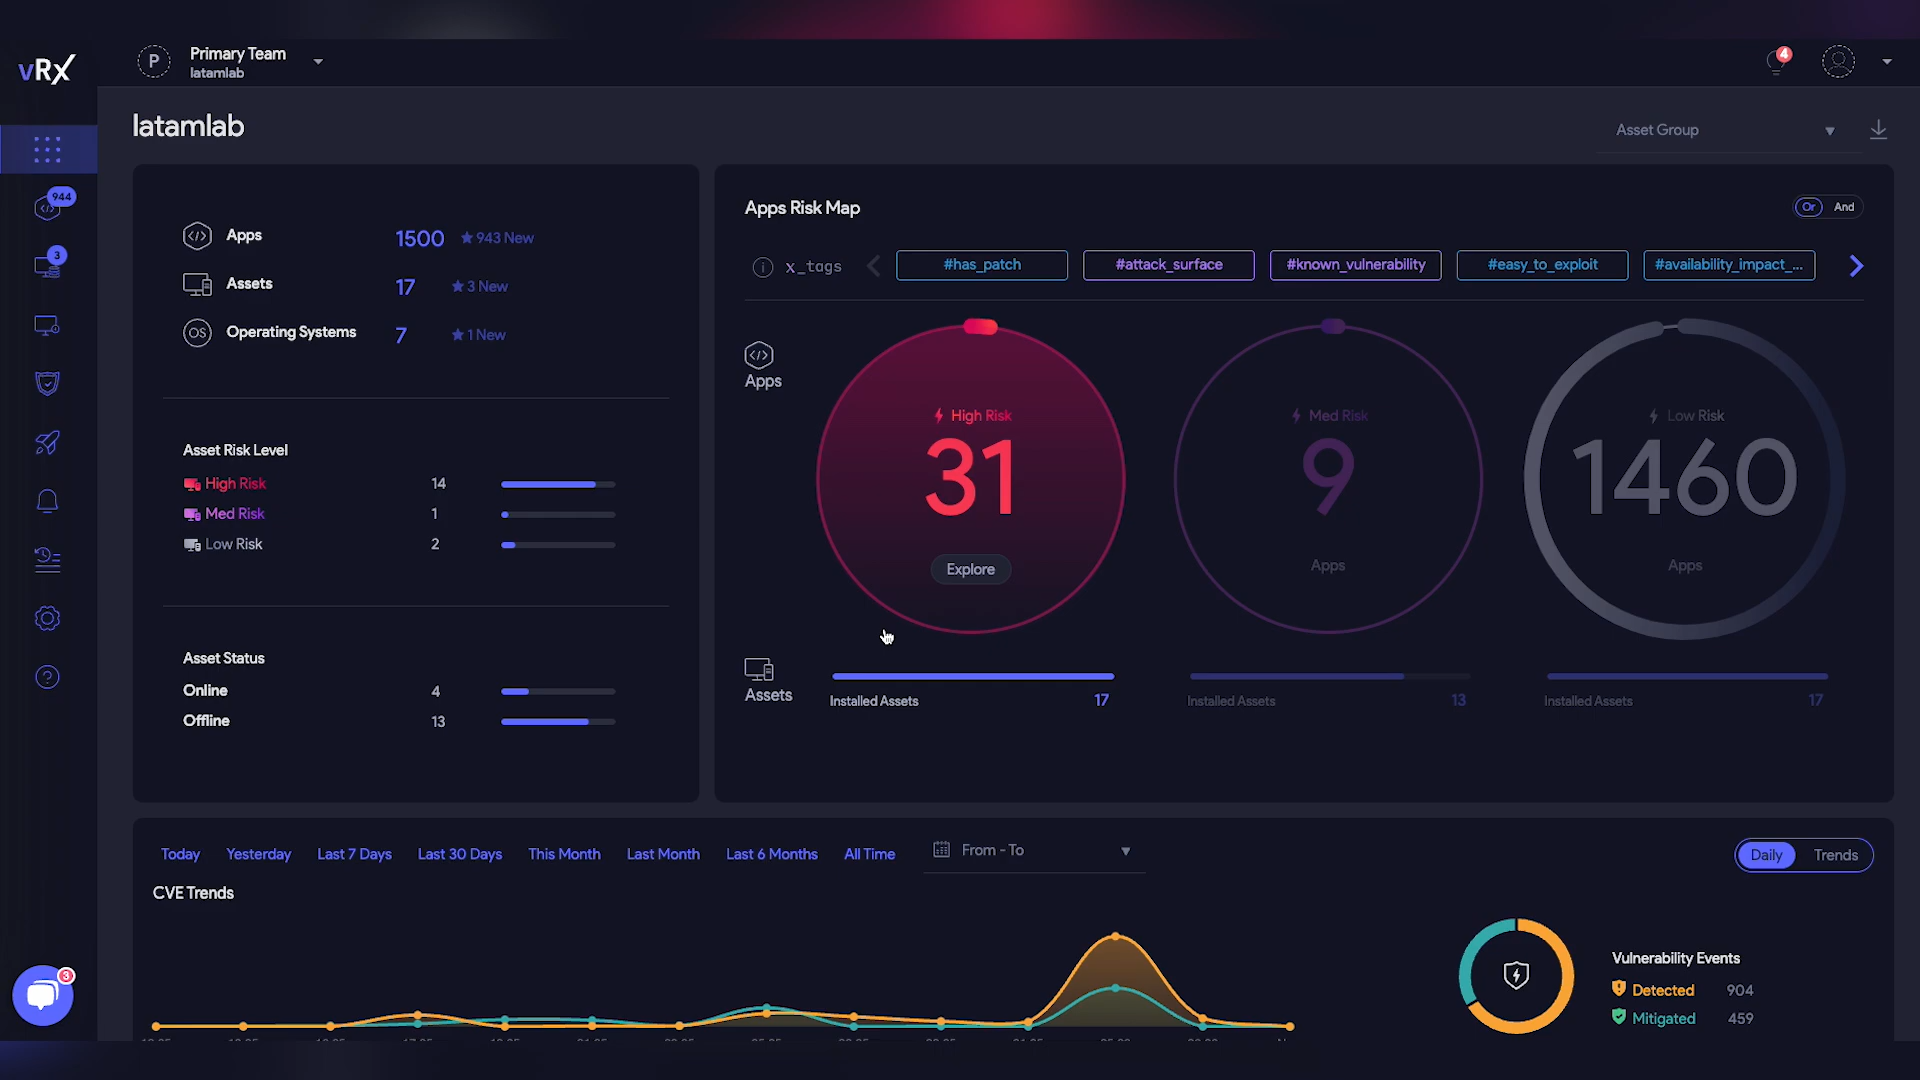 vRX
P
Primary Team
latamlab
4
latamlab
Asset Group
944
3
Apps 1500 943 New
Assets 17 3 New
OS Operating Systems 7 1 New
Asset Risk Level
High Risk 14
Med Risk 1
Low Risk 2
Asset Status
Online 4
Offline 13
Apps Risk Map
Or And
x_tags #has_patch #attack_surface #known_vulnerability #easy_to_exploit #availability_impact_...
Apps
High Risk
31
Explore
Med Risk
9
Apps
Low Risk
1460
Apps
Assets
Installed Assets 17
Installed Assets 13
Installed Assets 17
Today Yesterday Last 7 Days Last 30 Days This Month Last Month Last 6 Months All Time From - To
Daily Trends
CVE Trends
Vulnerability Events
Detected 904
Mitigated 459
3